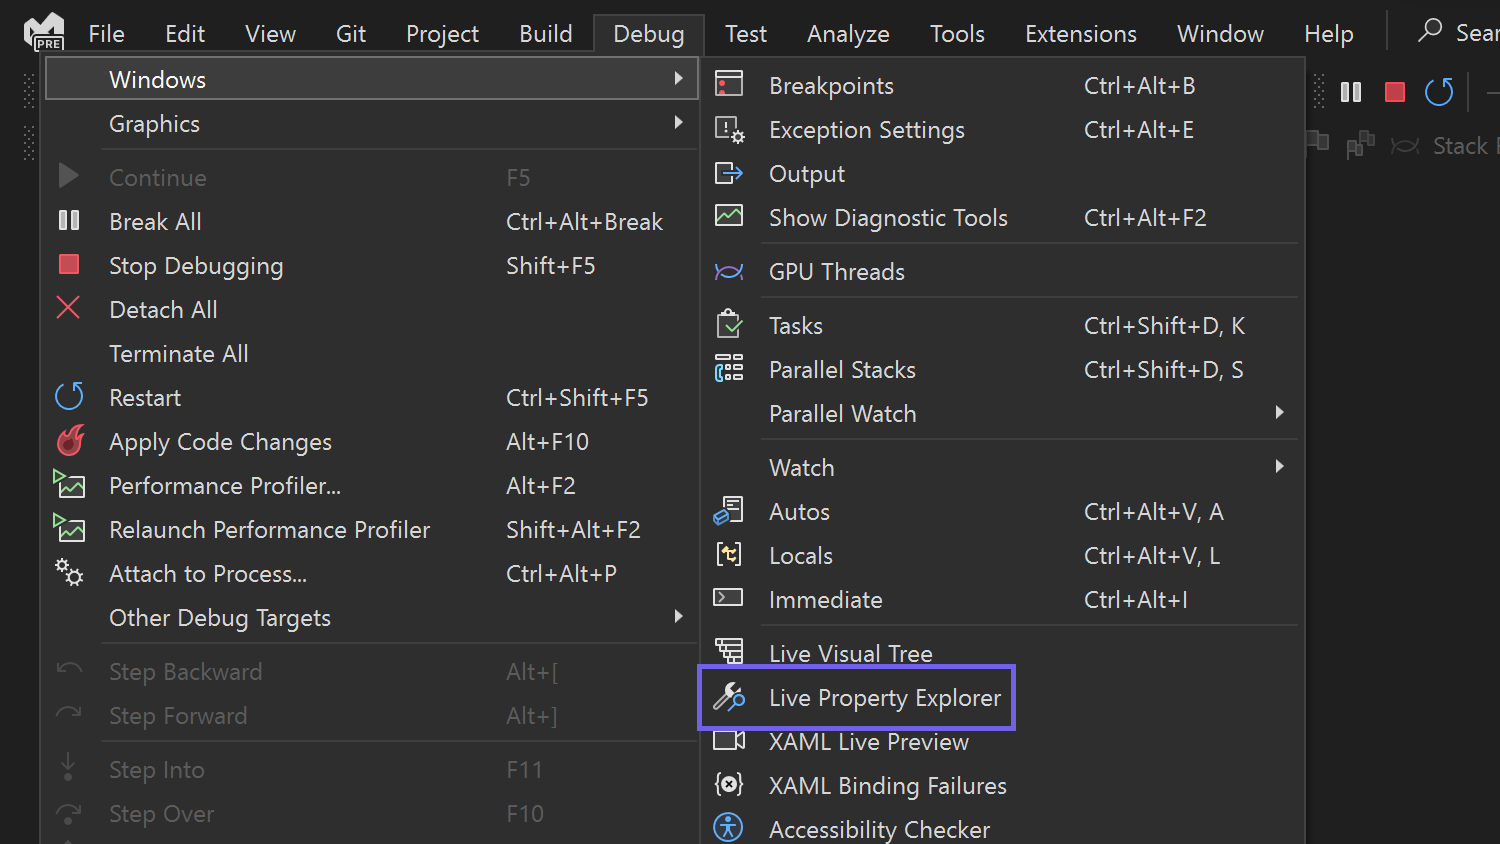 PRE File Edit View Git Project Build Debug Test Analyze Tools Extensions Window Help
Windows
Graphics
Continue F5
Break All Ctrl+Alt+Break
Stop Debugging Shift+F5
Detach All
Terminate All
Restart Ctrl+Shift+F5
Apply Code Changes Alt+F10
Performance Profiler... Alt+F2
Relaunch Performance Profiler Shift+Alt+F2
Attach to Process... Ctrl+Alt+P
Other Debug Targets
Step Backward Alt+[
Step Forward Alt+]
Step Into F11
Step Over F10
Breakpoints Ctrl+Alt+B
Exception Settings Ctrl+Alt+E
Output
Show Diagnostic Tools Ctrl+Alt+F2
GPU Threads
Tasks Ctrl+Shift+D, K
Parallel Stacks Ctrl+Shift+D, S
Parallel Watch
Watch
Autos Ctrl+Alt+V, A
Locals Ctrl+Alt+V, L
Immediate Ctrl+Alt+I
Live Visual Tree
Live Property Explorer
XAML Live Preview
XAML Binding Failures
Accessibility Checker
Stack